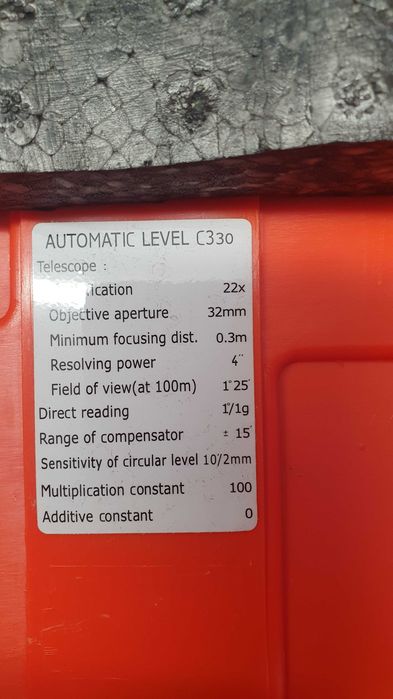 AUTOMATIC LEVEL C330
Telescope :
22x
Objective aperture 32mm
Minimum focusing dist. 0.3m
Resolving power 4"
Field of view(at 100m) 1°25'
Direct reading 1°/1g
Range of compensator ± 15'
Sensitivity of circular level 10'/2mm
Multiplication constant 100
Additive constant 0